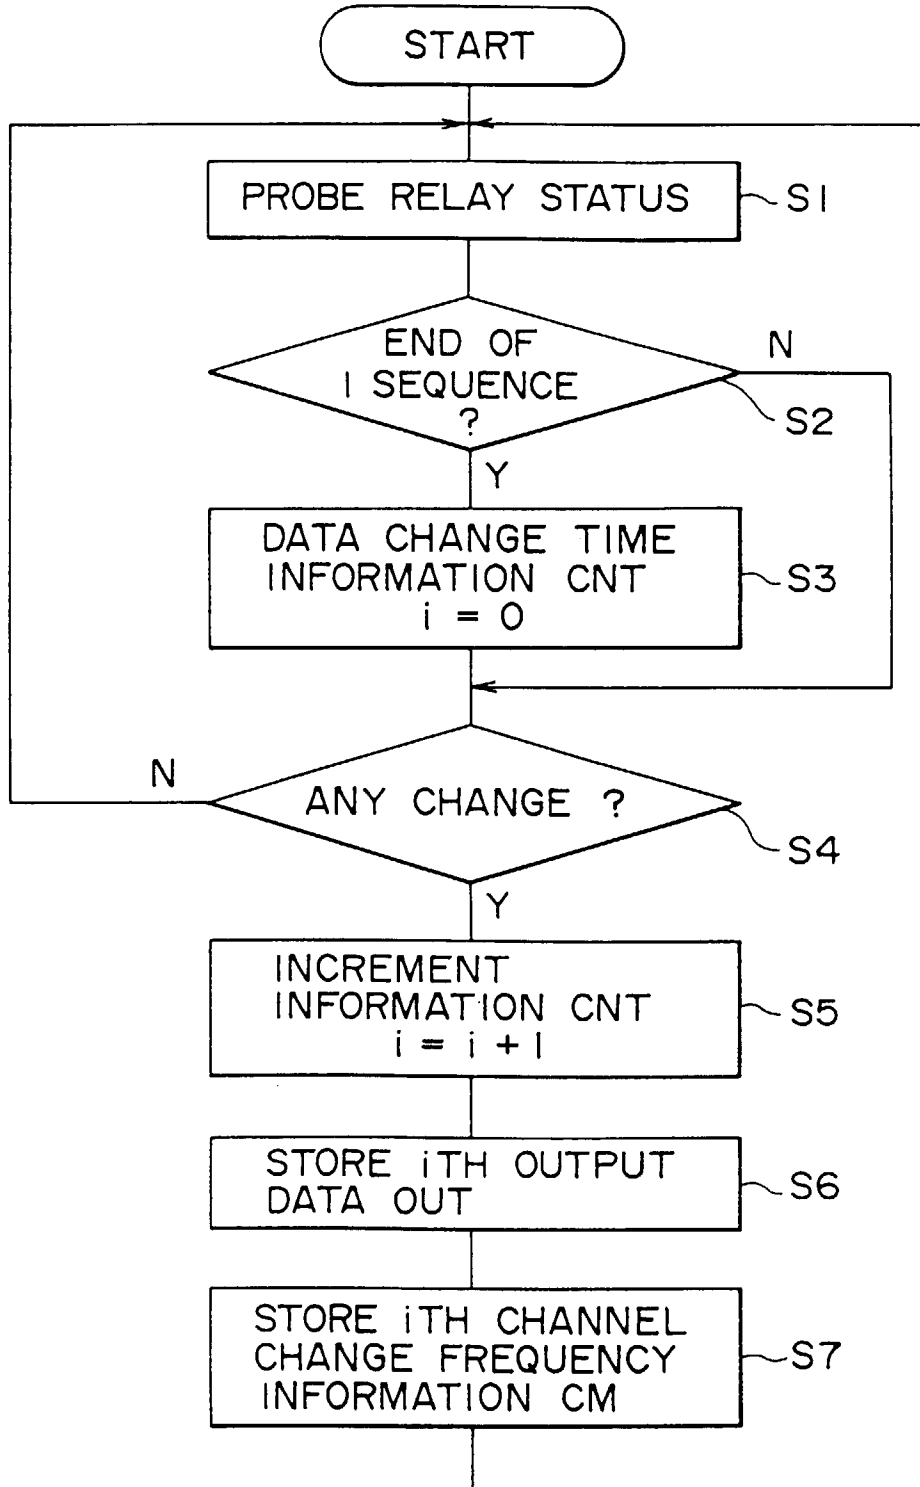 START
PROBE RELAY STATUS
S1
END OF
1 SEQUENCE
?
N
S2
Y
DATA CHANGE TIME
INFORMATION CNT
i = 0
S3
N
ANY CHANGE ?
S4
Y
INCREMENT
INFORMATION CNT
i = i + 1
S5
STORE iTH OUTPUT
DATA OUT
S6
STORE iTH CHANNEL
CHANGE FREQUENCY
INFORMATION CM
S7